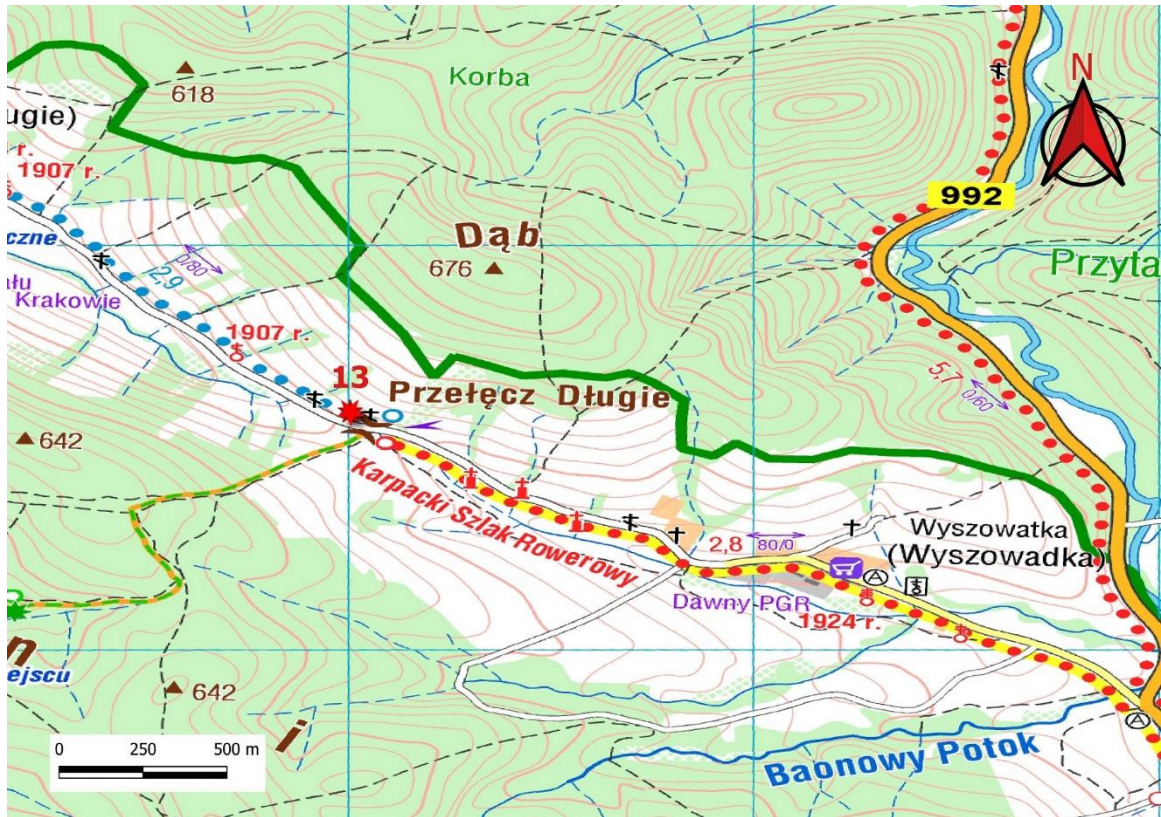 618
Korba
N
ługie)
r.
1907 r.
992
Dąb
676
Przyta
czne
2,9
0/80
ału
Krakowie
1907 r.
5,7
0/60
13
Przełęcz Długie
642
Karpacki Szlak Rowerowy
Wyszowatka
(Wyszowadka)
2,8
80/0
A
Dawny PGR
1924 r.
n
ejscu
642
i
A
Baonowy Potok
0 250 500 m